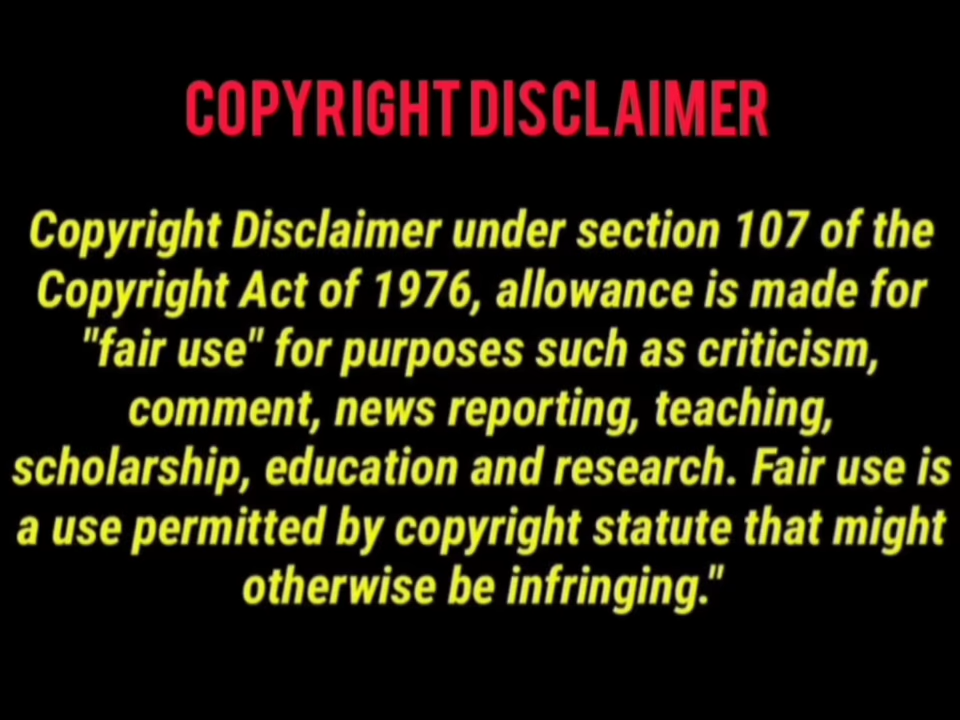 COPYRIGHT DISCLAIMER
Copyright Disclaimer under section 107 of the
Copyright Act of 1976, allowance is made for
"fair use" for purposes such as criticism,
comment, news reporting, teaching,
scholarship, education and research. Fair use is
a use permitted by copyright statute that might
otherwise be infringing."